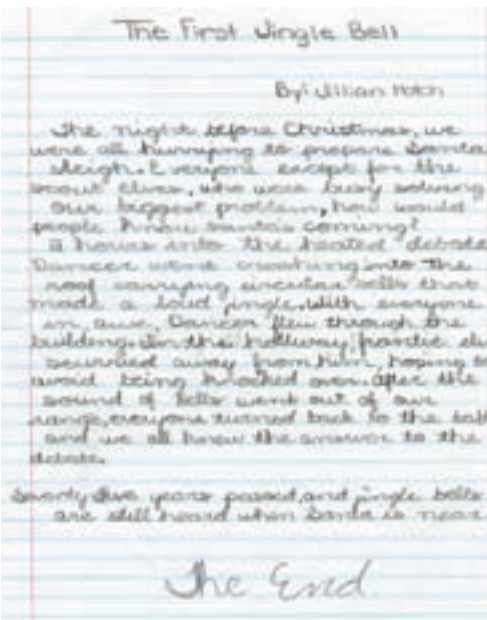 The First Jingle Bell
By: Jillian Hatch
The night before Christmas, we
were all hurrying to prepare Santa
sleigh. Everyone except for the
scout elves, who were busy solving
our biggest problem, how would
people know santa's coming?
2 hours into the heated debate
Dancer went crashing into the
roof carrying circular bells that
made a loud jingle. With everyone
in awe, Dancer flew through the
building. In the hallway, frantic el
scurried away from him, hoping to
avoid being knocked over. After the
sound of bells went out of our
range, everyone turned back to the
and we all knew the answer to the
debate.
Seventy five years passed, and jingle bells
are still heard when Santa is near
The End